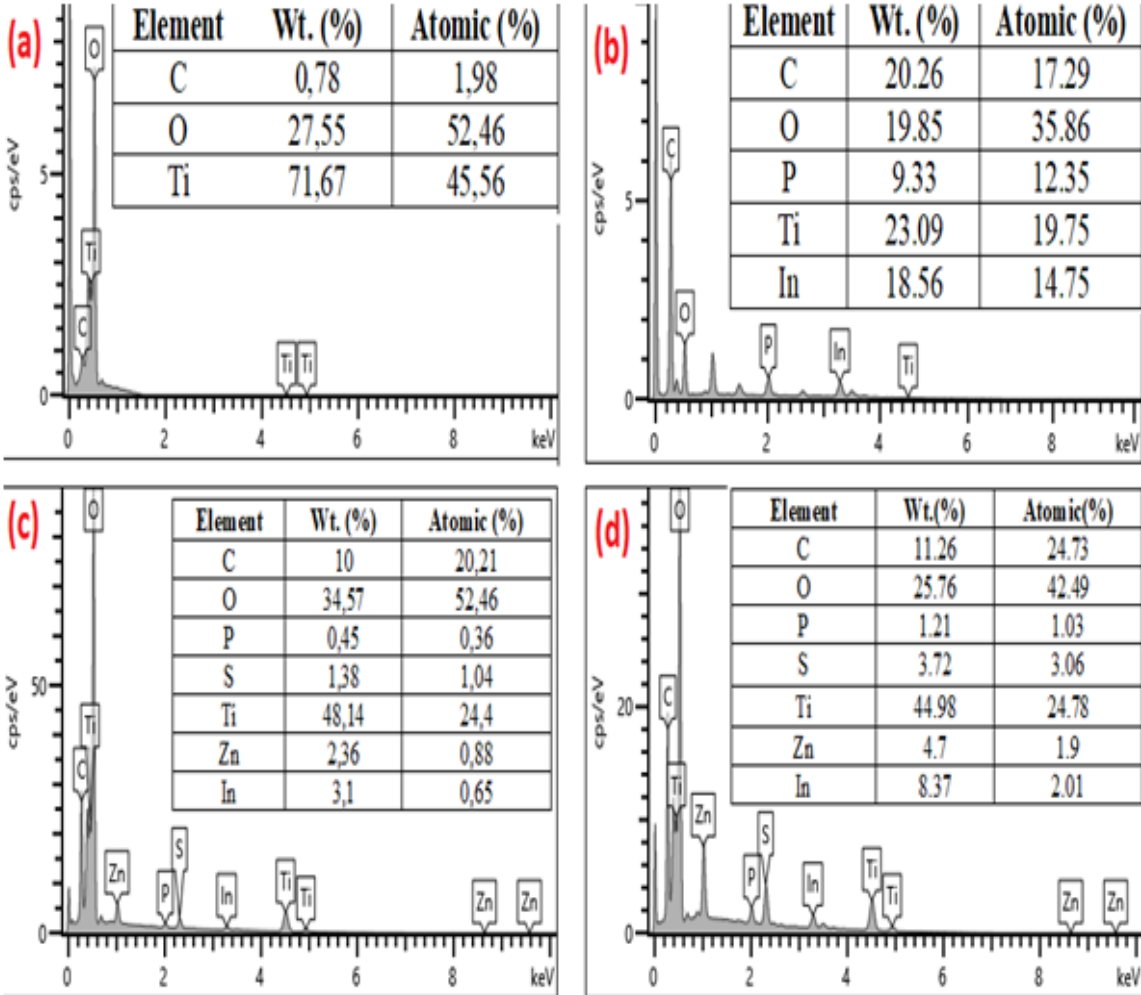 (a)
Element Wt. (%) Atomic (%)
C 0,78 1,98
O 27,55 52,46
Ti 71,67 45,56
O
Ti
C
Ti Ti
cps/eV
5
0
0 2 4 6 8 keV
(b)
Element Wt. (%) Atomic (%)
C 20.26 17.29
O 19.85 35.86
P 9.33 12.35
Ti 23.09 19.75
In 18.56 14.75
C
O
P In Ti
cps/eV
5
0
0 2 4 6 8 keV
(c)
Element Wt. (%) Atomic (%)
C 10 20,21
O 34,57 52,46
P 0,45 0,36
S 1,38 1,04
Ti 48,14 24,4
Zn 2,36 0,88
In 3,1 0,65
O
Ti
C
Zn P S In Ti Ti Zn Zn
cps/eV
50
0
0 2 4 6 8 keV
(d)
Element Wt.(%) Atomic(%)
C 11.26 24.73
O 25.76 42.49
P 1.21 1.03
S 3.72 3.06
Ti 44.98 24.78
Zn 4.7 1.9
In 8.37 2.01
O
C
Ti
Zn P S In Ti Ti Zn Zn
cps/eV
20
0
0 2 4 6 8 keV